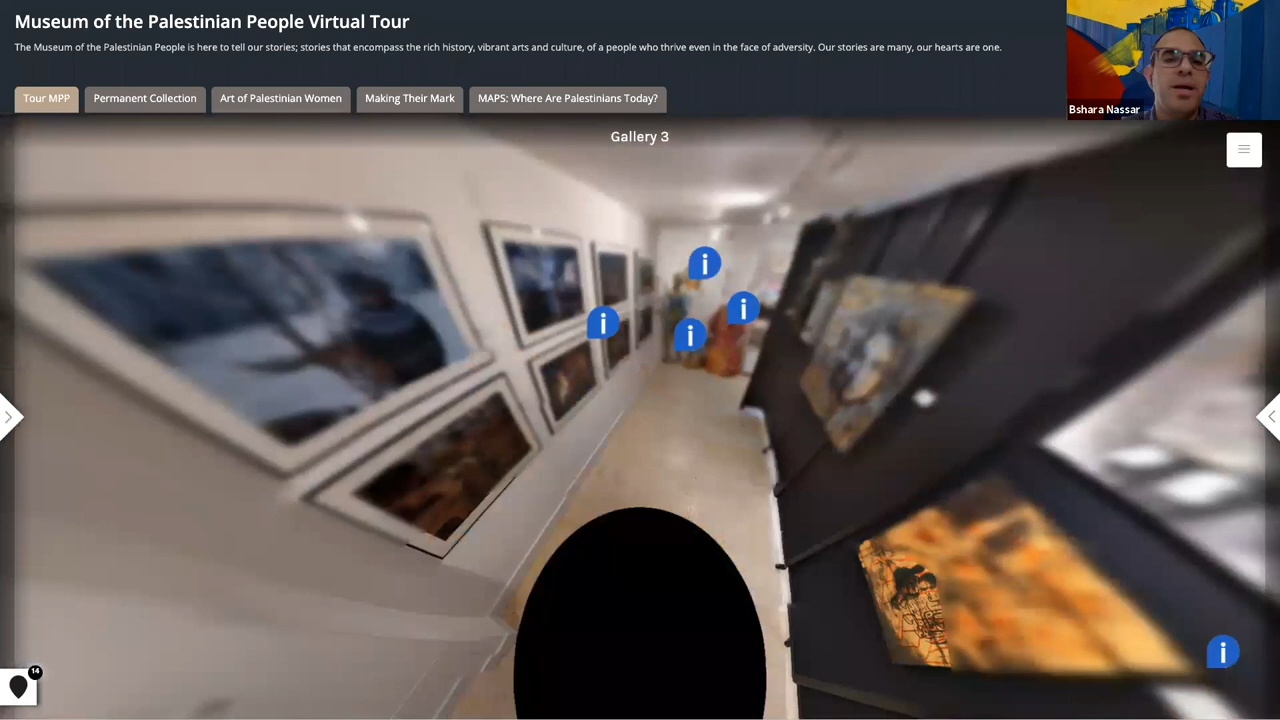 Museum of the Palestinian People Virtual Tour
The Museum of the Palestinian People is here to tell our stories; stories that encompass the rich history, vibrant arts and culture, of a people who thrive even in the face of adversity. Our stories are many, our hearts are one.
Tour MPP
Permanent Collection
Art of Palestinian Women
Making Their Mark
MAPS: Where Are Palestinians Today?
Bshara Nassar
Gallery 3
i
i
i
i
i
14